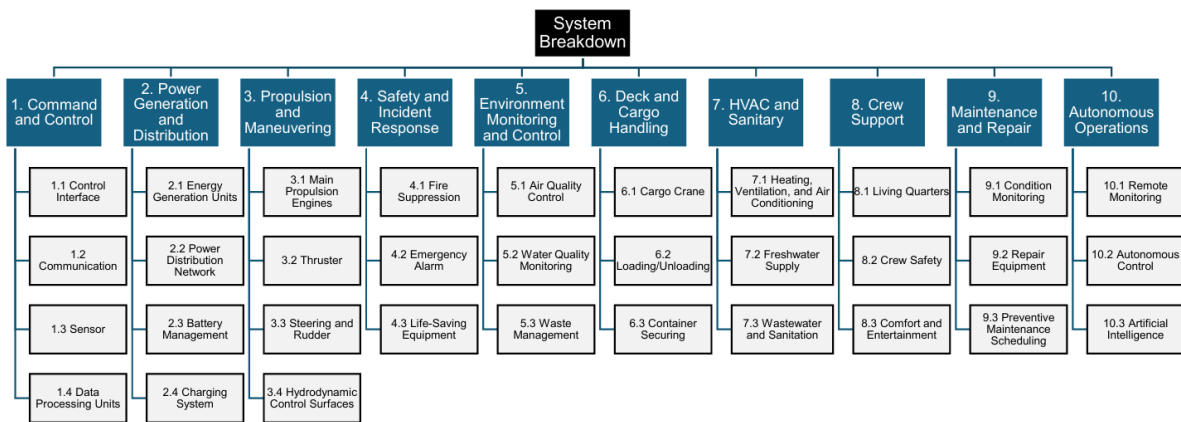 System
Breakdown
1. Command
and Control
2. Power
Generation
and
Distribution
3. Propulsion
and
Maneuvering
4. Safety and
Incident
Response
5.
Environment
Monitoring
and Control
6. Deck and
Cargo
Handling
7. HVAC and
Sanitary
8. Crew
Support
9.
Maintenance
and Repair
10.
Autonomous
Operations
1.1 Control
Interface
2.1 Energy
Generation Units
3.1 Main
Propulsion
Engines
4.1 Fire
Suppression
5.1 Air Quality
Control
6.1 Cargo Crane
7.1 Heating,
Ventilation, and Air
Conditioning
8.1 Living Quarters
9.1 Condition
Monitoring
10.1 Remote
Monitoring
1.2
Communication
2.2 Power
Distribution
Network
3.2 Thruster
4.2 Emergency
Alarm
5.2 Water Quality
Monitoring
6.2
Loading/Unloading
7.2 Freshwater
Supply
8.2 Crew Safety
9.2 Repair
Equipment
10.2 Autonomous
Control
1.3 Sensor
2.3 Battery
Management
3.3 Steering and
Rudder
4.3 Life-Saving
Equipment
5.3 Waste
Management
6.3 Container
Securing
7.3 Wastewater
and Sanitation
8.3 Comfort and
Entertainment
9.3 Preventive
Maintenance
Scheduling
10.3 Artificial
Intelligence
1.4 Data
Processing Units
2.4 Charging
System
3.4 Hydrodynamic
Control Surfaces